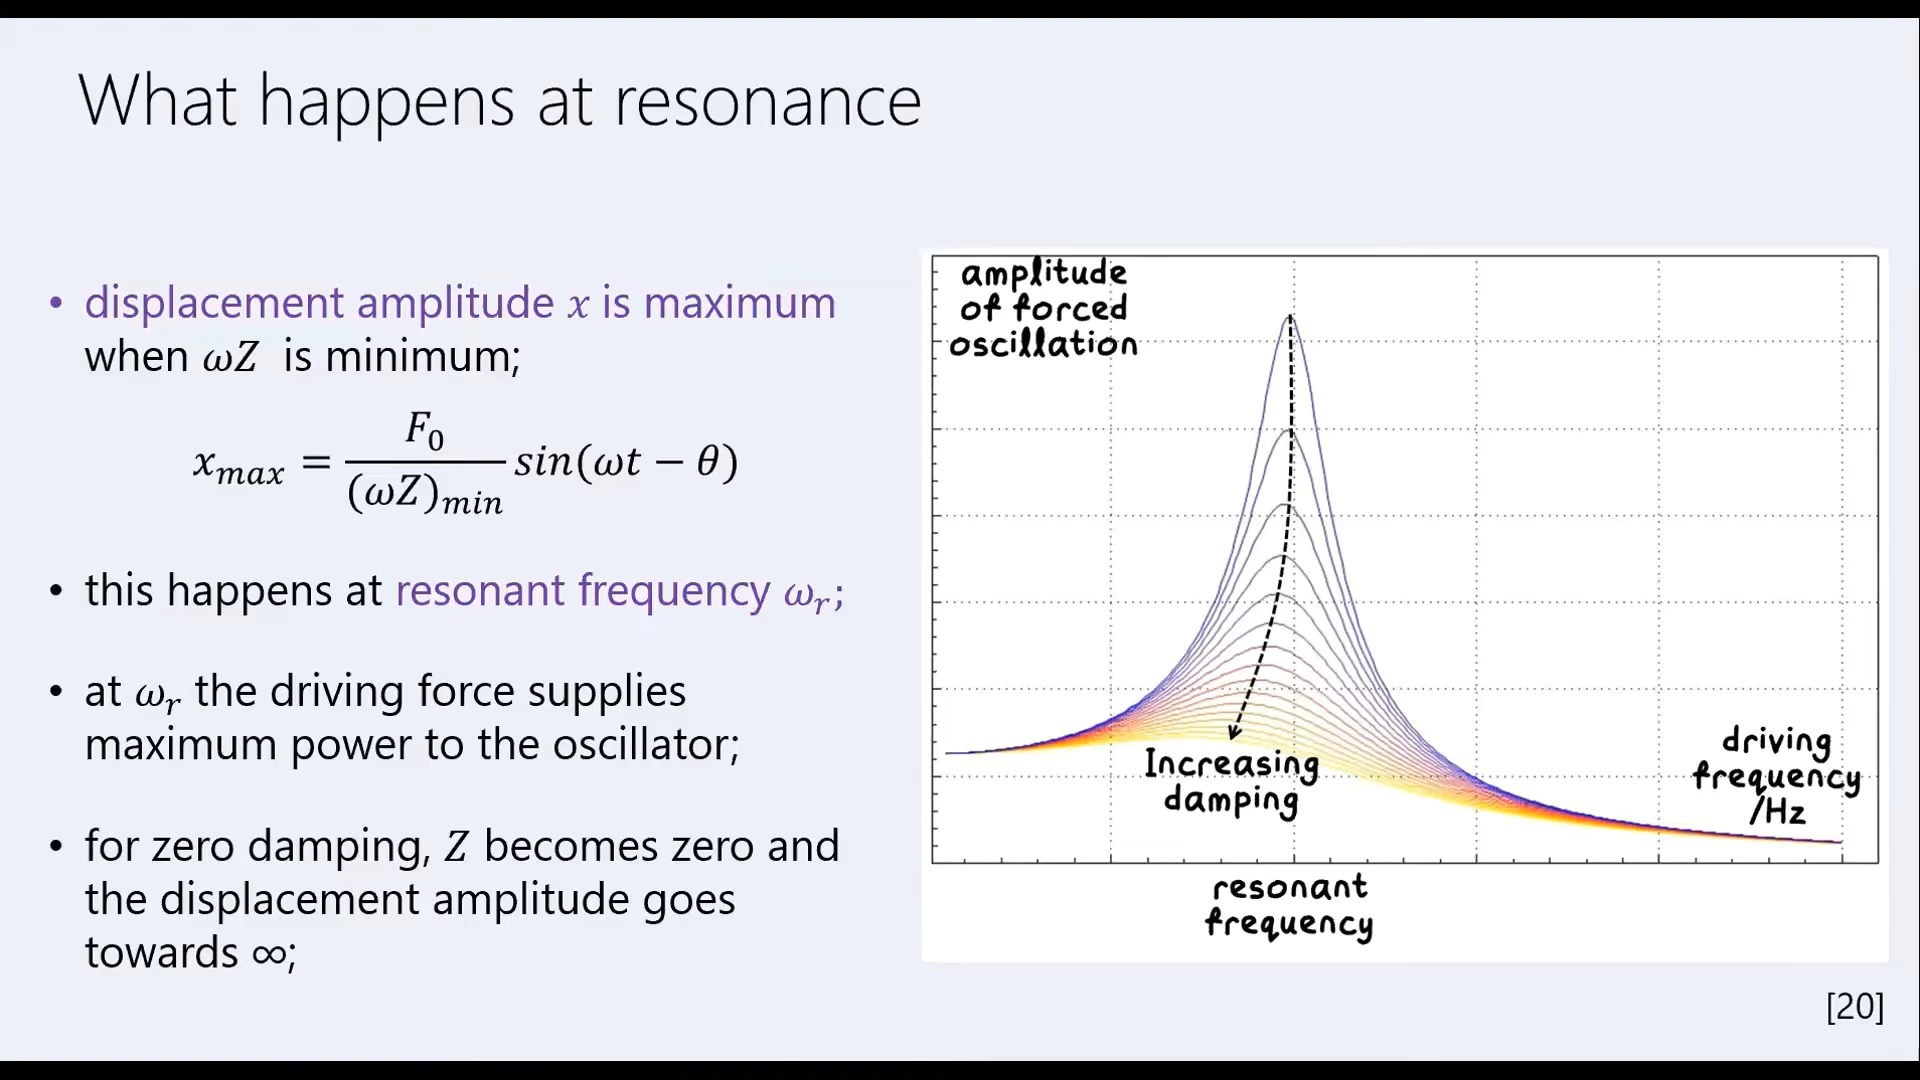 What happens at resonance
• displacement amplitude x is maximum
when ωZ is minimum;
x_max = F_0 / (ωZ)_min sin(ωt − θ)
• this happens at resonant frequency ω_r;
• at ω_r the driving force supplies
maximum power to the oscillator;
• for zero damping, Z becomes zero and
the displacement amplitude goes
towards ∞;
amplitude
of forced
oscillation
Increasing
damping
driving
frequency
/Hz
resonant
frequency
[20]